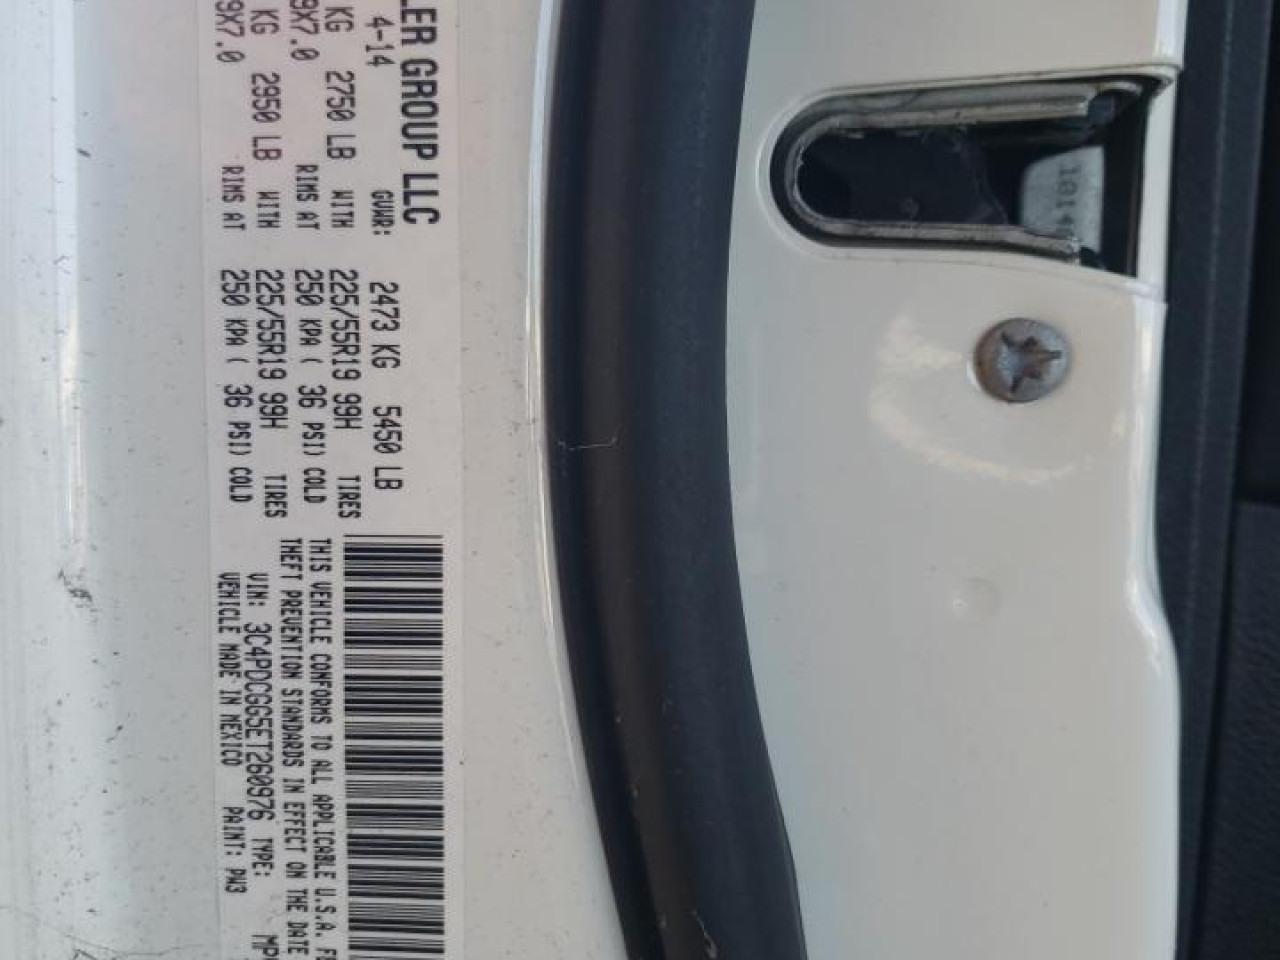 LER GROUP LLC
4-14 GVWR: 2473 KG 5450 LB
KG 2750 LB WITH 225/55R19 99H TIRES
9X7.0 RIMS AT 250 KPA ( 36 PSI) COLD
KG 2950 LB WITH 225/55R19 99H TIRES
9X7.0 RIMS AT 250 KPA ( 36 PSI) COLD
THIS VEHICLE CONFORMS TO ALL APPLICABLE U.S.A. FE
THEFT PREVENTION STANDARDS IN EFFECT ON THE DATE
VIN: 3C4PDCGG5ET260976 TYPE: MP
VEHICLE MADE IN MEXICO PAINT: PW3